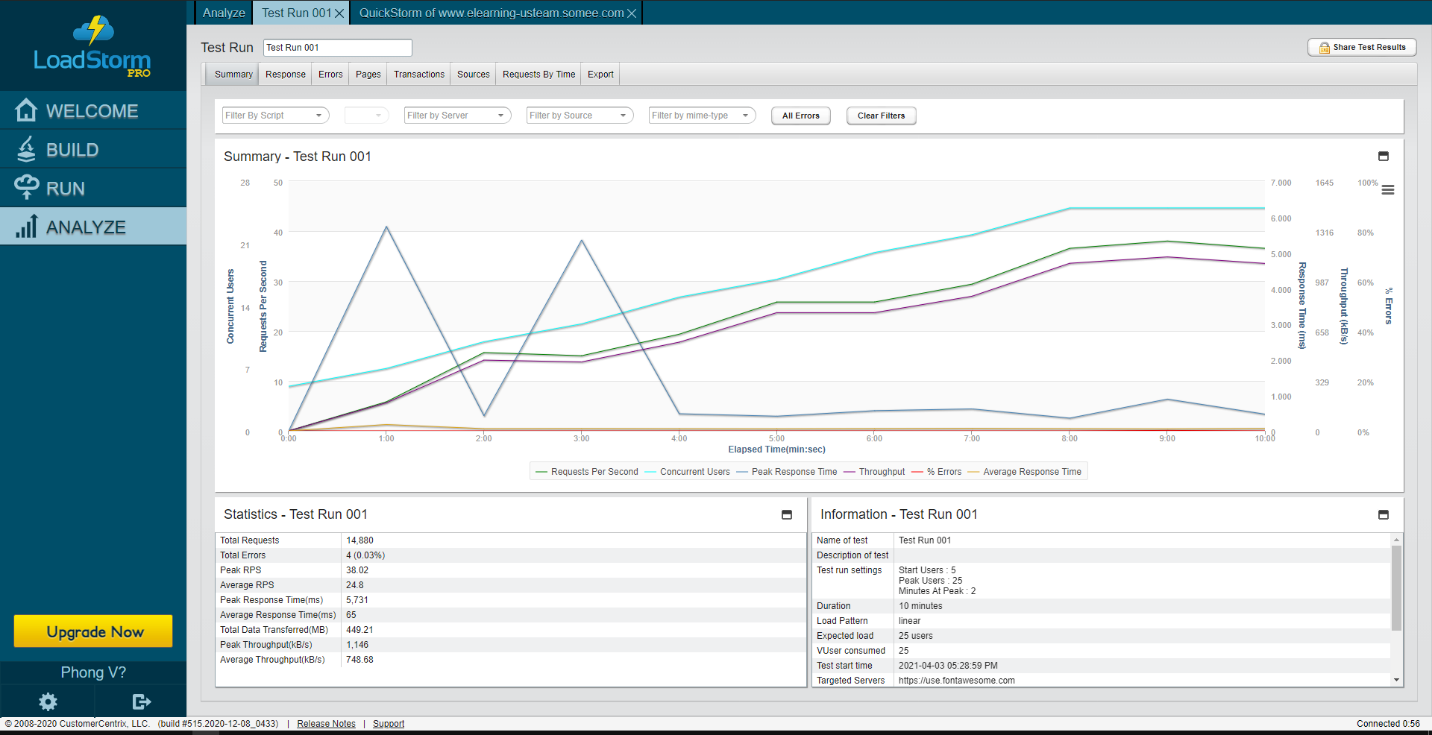 Analyze
Test Run 001
QuickStorm of www.elearning-usteam.somee.com
LoadStorm
PRO
WELCOME
BUILD
RUN
ANALYZE
Upgrade Now
Phong V?
Test Run
Test Run 001
Share Test Results
Summary Response Errors Pages Transactions Sources Requests By Time Export
Filter By Script Filter by Server Filter by Source Filter by mime-type All Errors Clear Filters
Summary - Test Run 001
28 50 7.000 1645 100%
6.000
21 40 5.000 1316 80%
14 30 4.000 987 60%
3.000
20 658 40%
7 2.000
10 1.000 329 20%
0 0 0 0 0%
Concurrent Users
Requests Per Second
Response Time (ms)
Throughput (kB/s)
% Errors
0:00 1:00 2:00 3:00 4:00 5:00 6:00 7:00 8:00 9:00 10:00
Elapsed Time(min:sec)
Requests Per Second Concurrent Users Peak Response Time Throughput % Errors Average Response Time
Statistics - Test Run 001
Total Requests 14,880
Total Errors 4 (0.03%)
Peak RPS 38.02
Average RPS 24.8
Peak Response Time(ms) 5,731
Average Response Time(ms) 65
Total Data Transferred(MB) 449.21
Peak Throughput(kB/s) 1,146
Average Throughput(kB/s) 748.68
Information - Test Run 001
Name of test Test Run 001
Description of test
Test run settings Start Users : 5
Peak Users : 25
Minutes At Peak : 2
Duration 10 minutes
Load Pattern linear
Expected load 25 users
VUser consumed 25
Test start time 2021-04-03 05:28:59 PM
Targeted Servers https://use.fontawesome.com
© 2008-2020 CustomerCentrix, LLC. (build #515.2020-12-08_0433) | Release Notes | Support
Connected 0:56